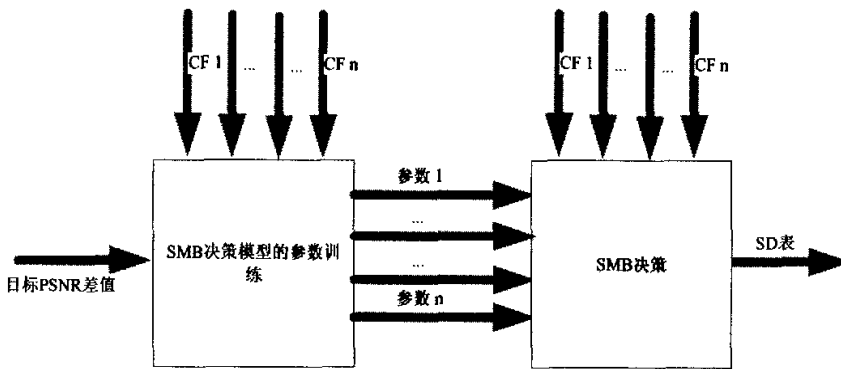 CF 1 ... ... CF n
CF 1 ... ... CF n
参数 1
...
...
参数 n
目标PSNR差值
SMB决策模型的参数训
练
SMB决策
SD表